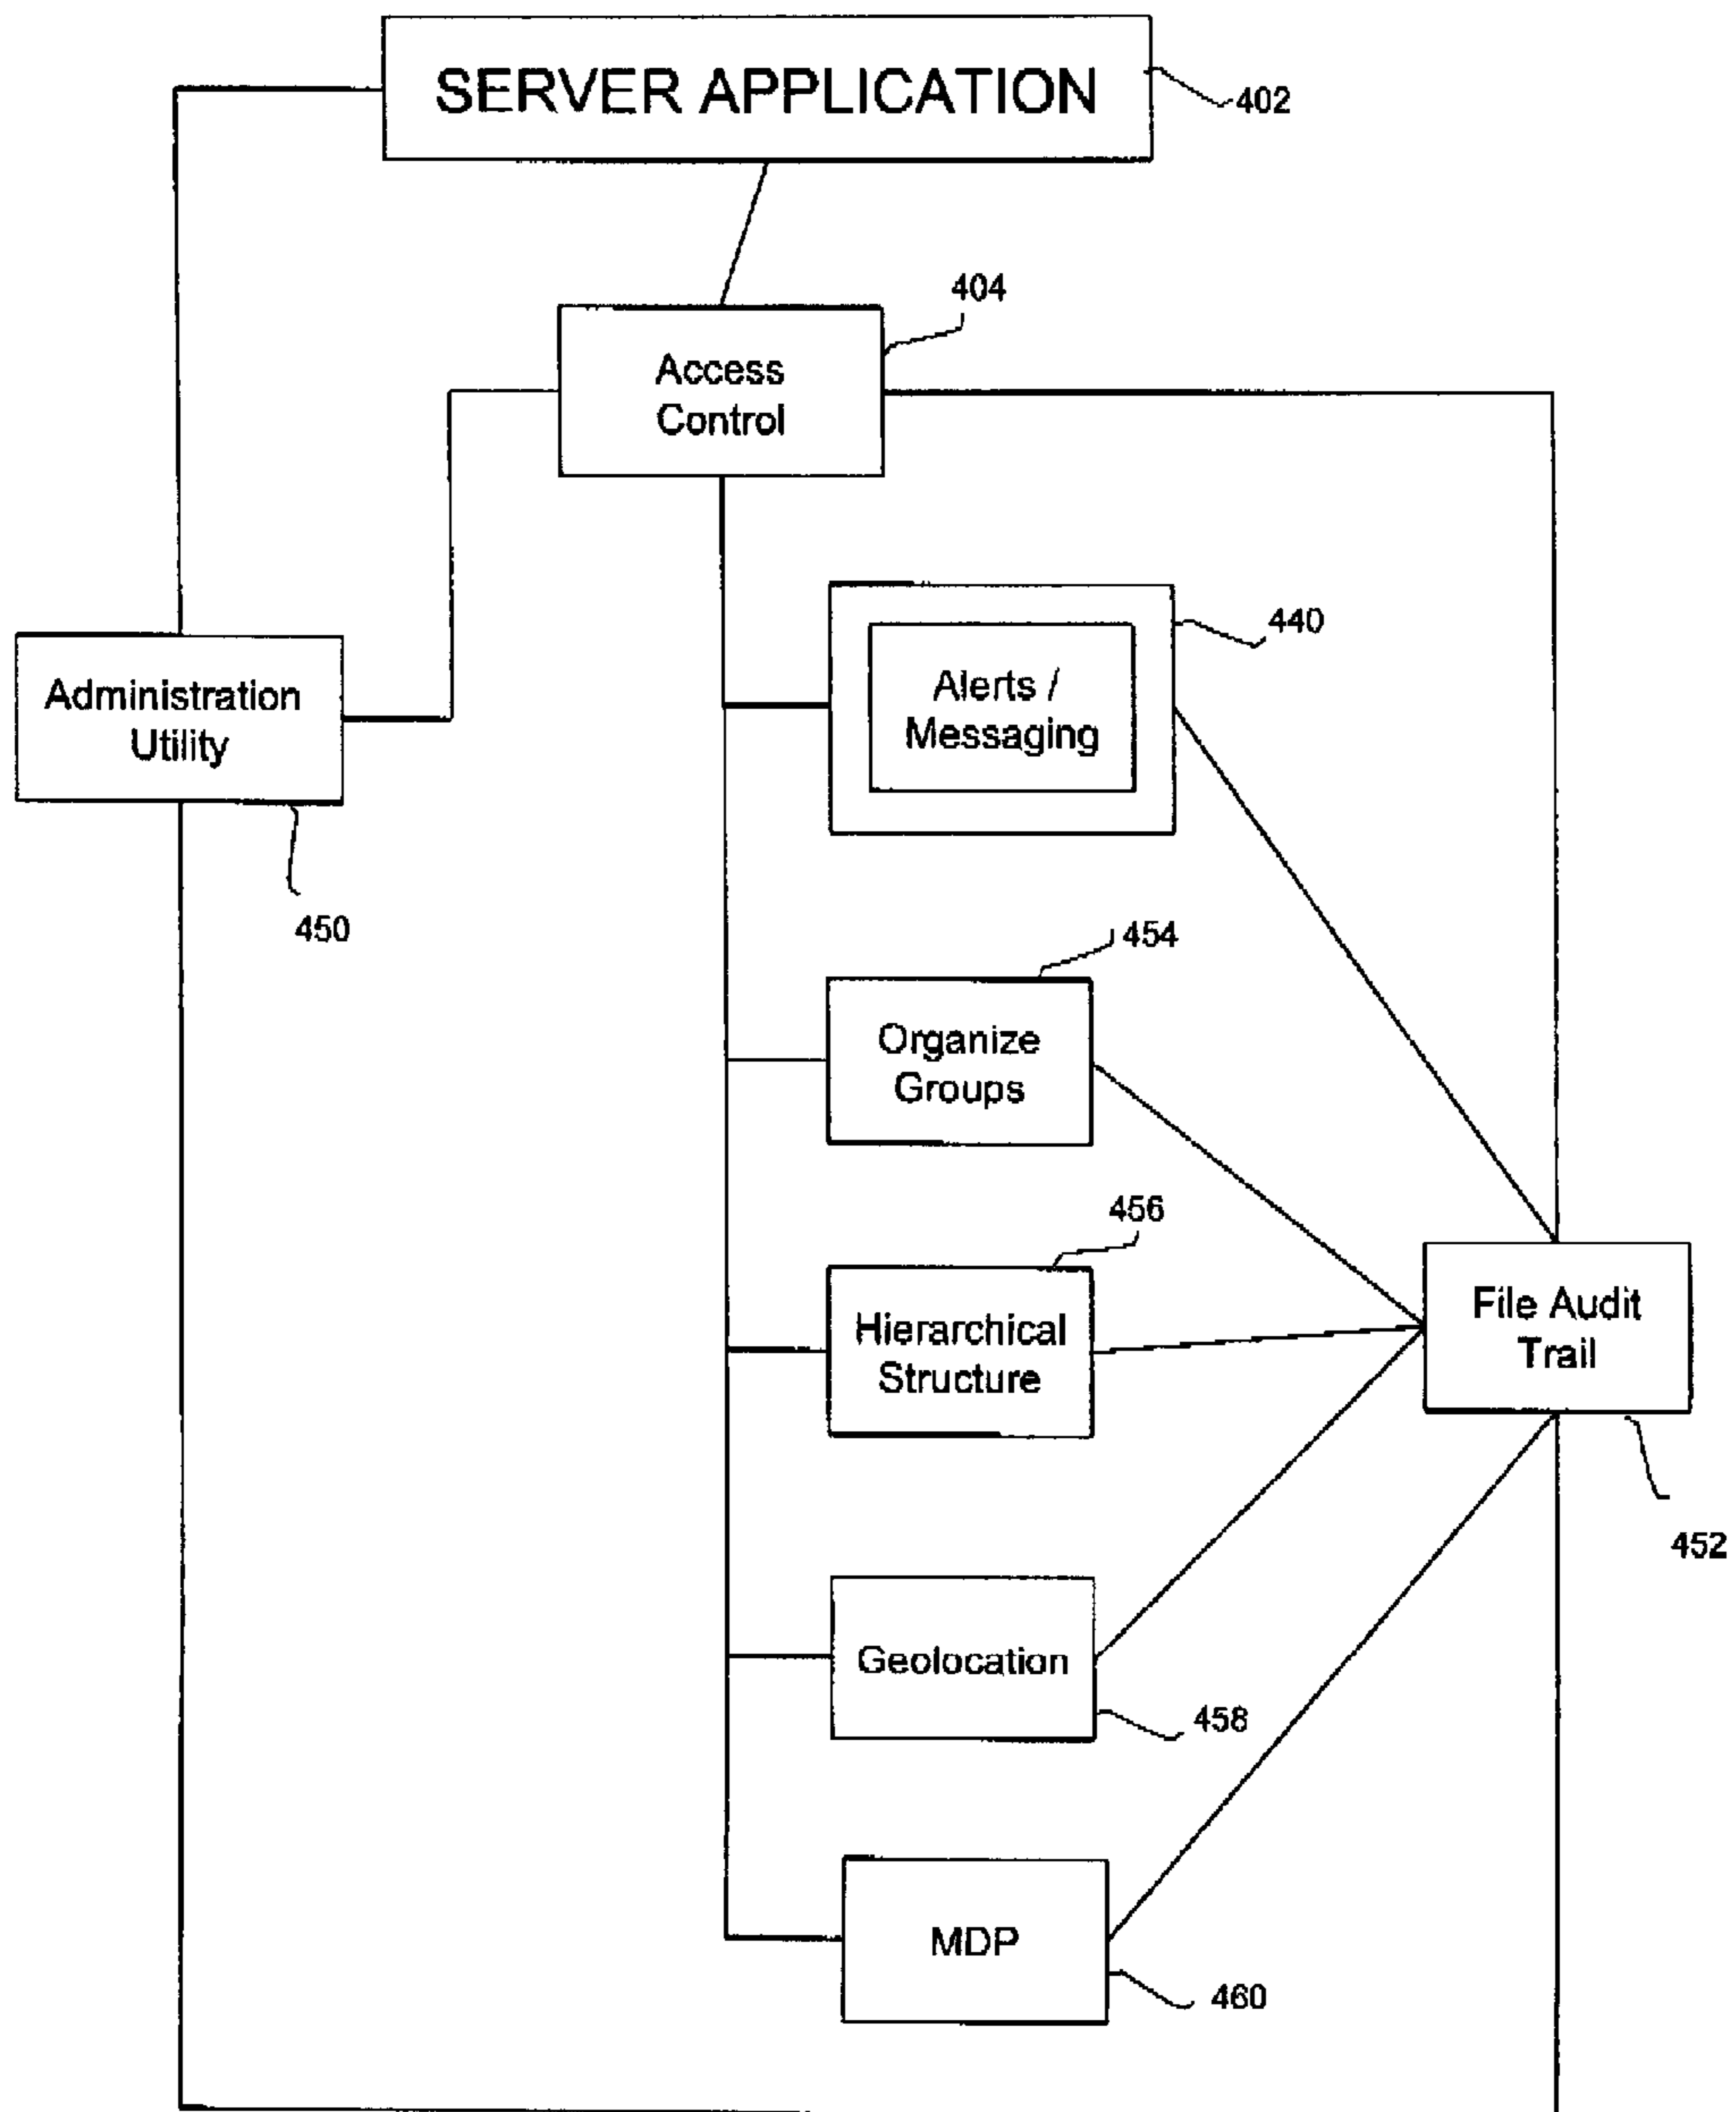 SERVER APPLICATION
402
404
Access
Control
440
Alerts /
Messaging
Administration
Utility
450
454
Organize
Groups
456
Hierarchical
Structure
File Audit
Trail
452
Geolocation
458
MDP
460